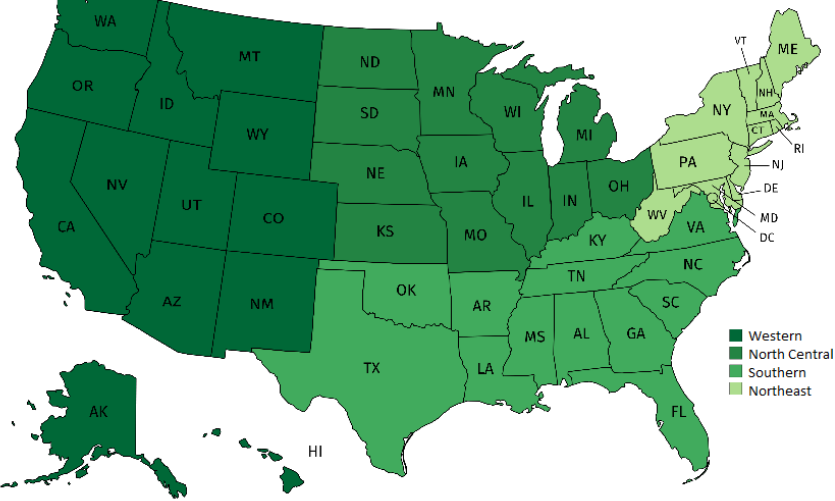 WA
MT
ND
MN
VT
ME
OR
ID
SD
WI
MI
NY
NH
MA
CT
RI
WY
NE
IA
PA
NJ
NV
UT
CO
IL
IN
OH
DE
MD
DC
CA
KS
MO
WV
VA
KY
NC
AZ
NM
OK
AR
TN
SC
MS
AL
GA
TX
LA
FL
AK
HI
Western
North Central
Southern
Northeast